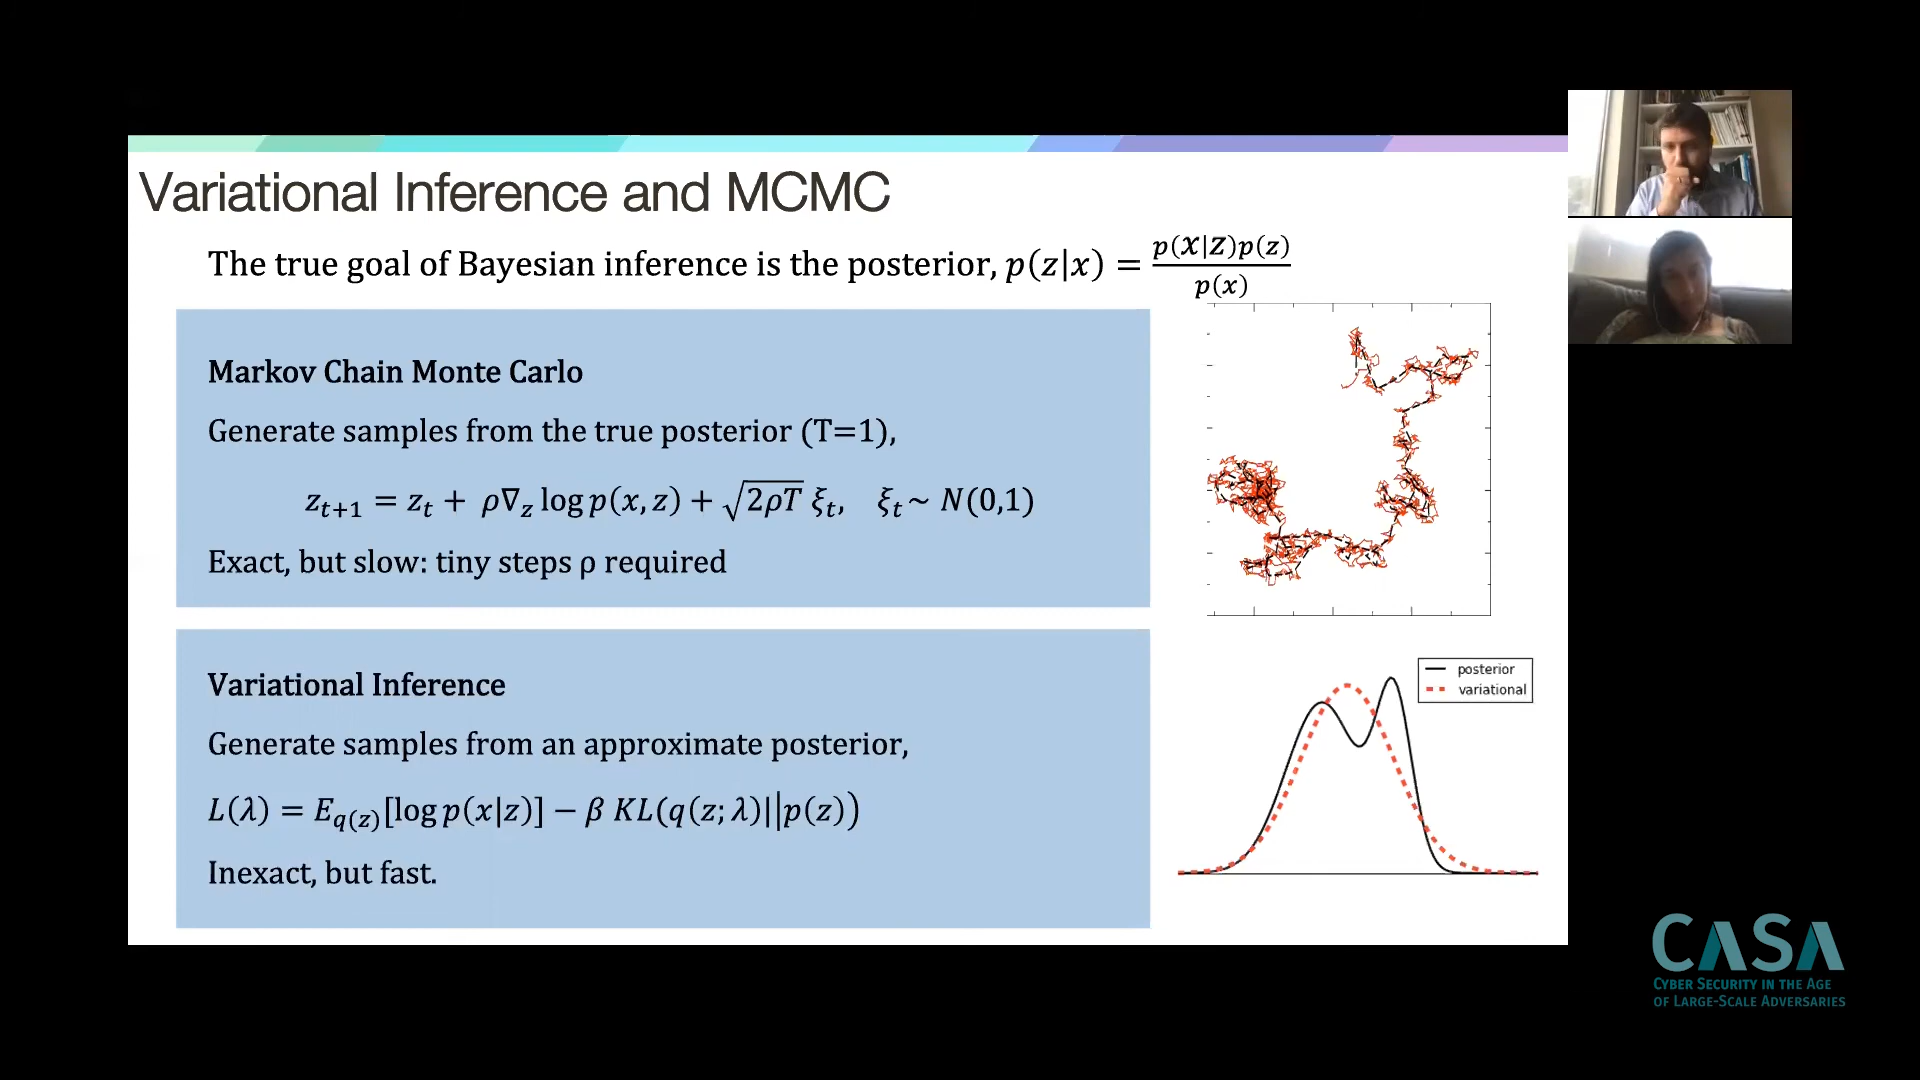 Variational Inference and MCMC
The true goal of Bayesian inference is the posterior, p(z|x) = p(x|z)p(z) / p(x)
Markov Chain Monte Carlo
Generate samples from the true posterior (T=1),
z_{t+1} = z_t + ρ∇_z log p(x, z) + √(2ρT) ξ_t, ξ_t ~ N(0,1)
Exact, but slow: tiny steps ρ required
Variational Inference
Generate samples from an approximate posterior,
L(λ) = E_{q(z)}[log p(x|z)] − β KL(q(z; λ)||p(z))
Inexact, but fast.
posterior
variational
CASA
CYBER SECURITY IN THE AGE
OF LARGE-SCALE ADVERSARIES